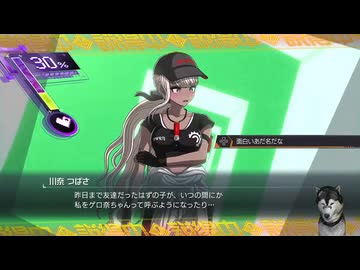 30%
面白いあだ名だな
川奈 つばさ
昨日まで友達だったはずの子が、いつの間にか
私をゲロ奈ちゃんって呼ぶようになったり…